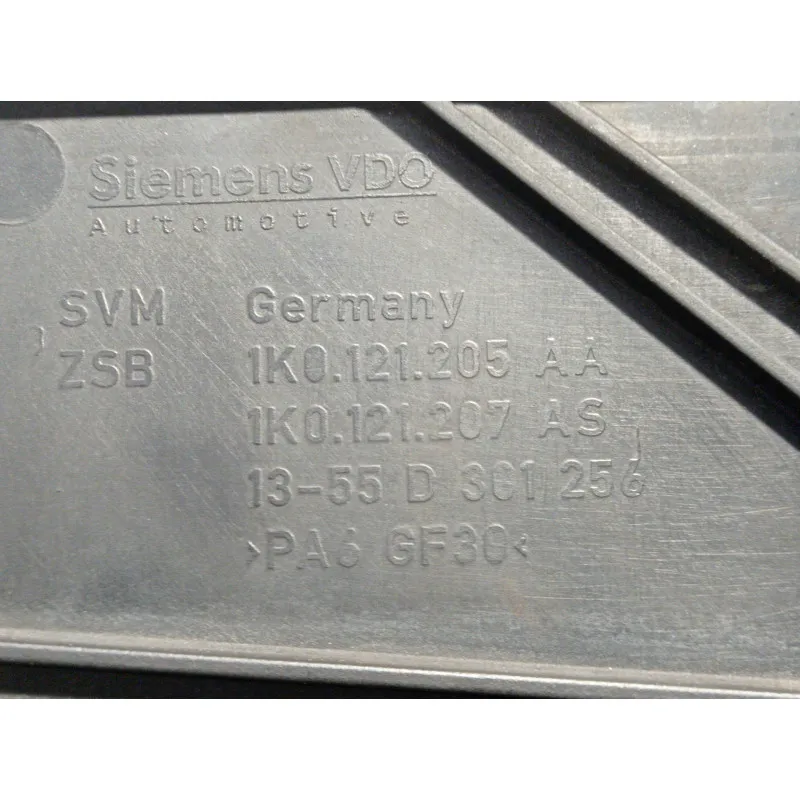 Siemens VDO
Automotive
SVM Germany
ZSB 1K0.121.205 AA
1K0.121.207 AS
13-55 D 301 256
>PA6 GF30<